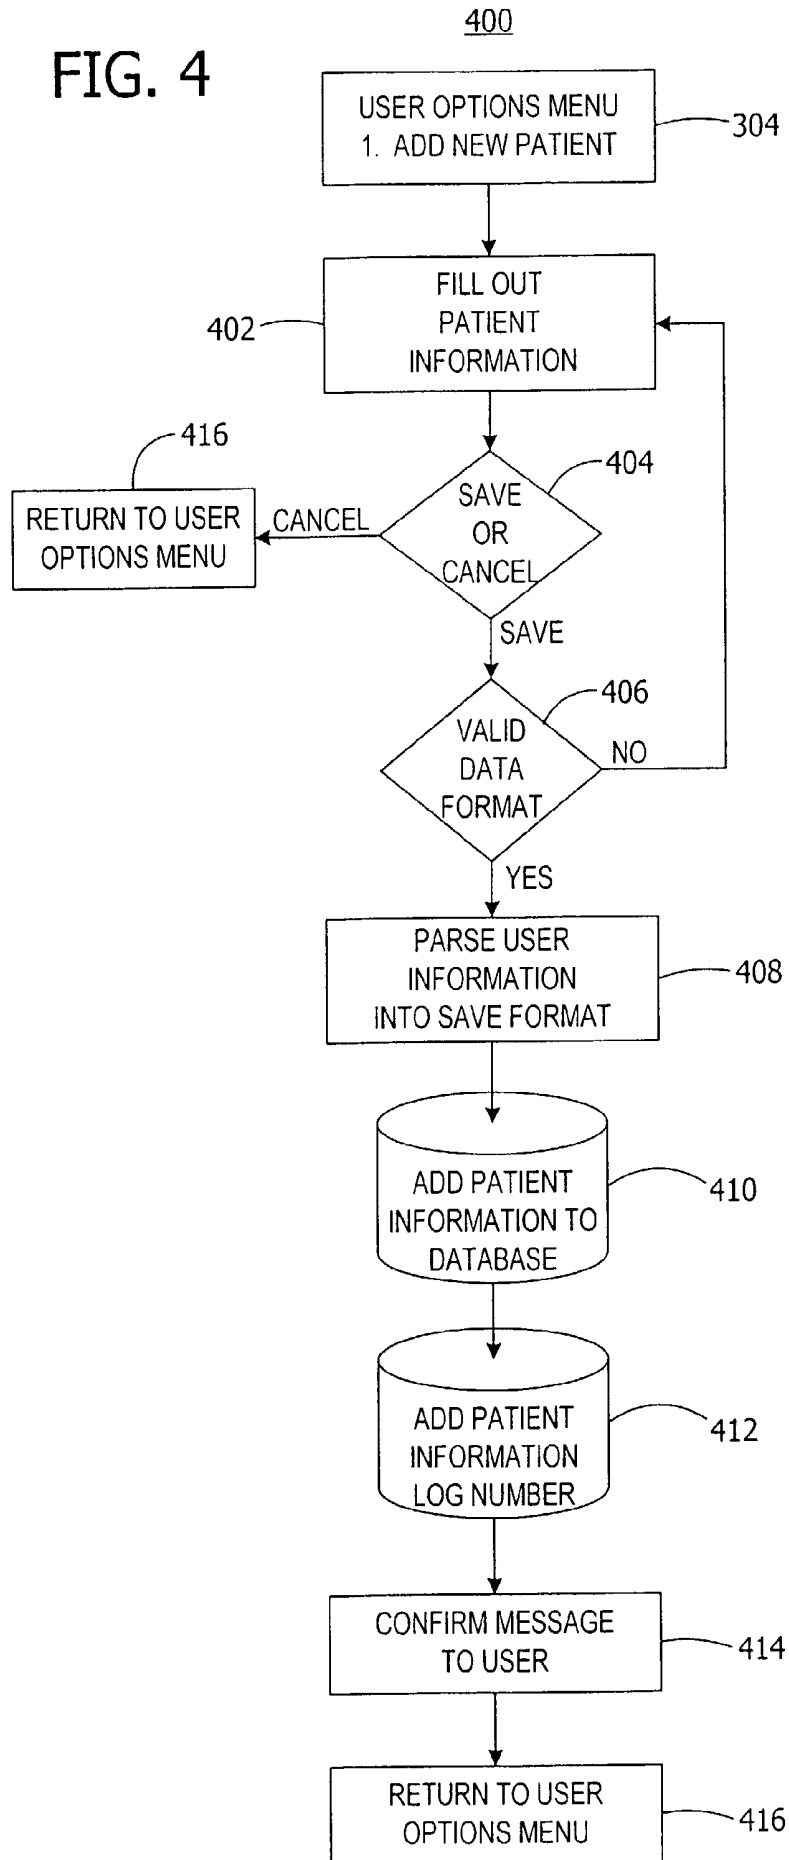 400
FIG. 4
USER OPTIONS MENU
1. ADD NEW PATIENT
304
FILL OUT
PATIENT
INFORMATION
402
416
404
RETURN TO USER
OPTIONS MENU
CANCEL
SAVE
OR
CANCEL
SAVE
406
VALID
DATA
FORMAT
NO
YES
PARSE USER
INFORMATION
INTO SAVE FORMAT
408
ADD PATIENT
INFORMATION TO
DATABASE
410
ADD PATIENT
INFORMATION
LOG NUMBER
412
CONFIRM MESSAGE
TO USER
414
RETURN TO USER
OPTIONS MENU
416